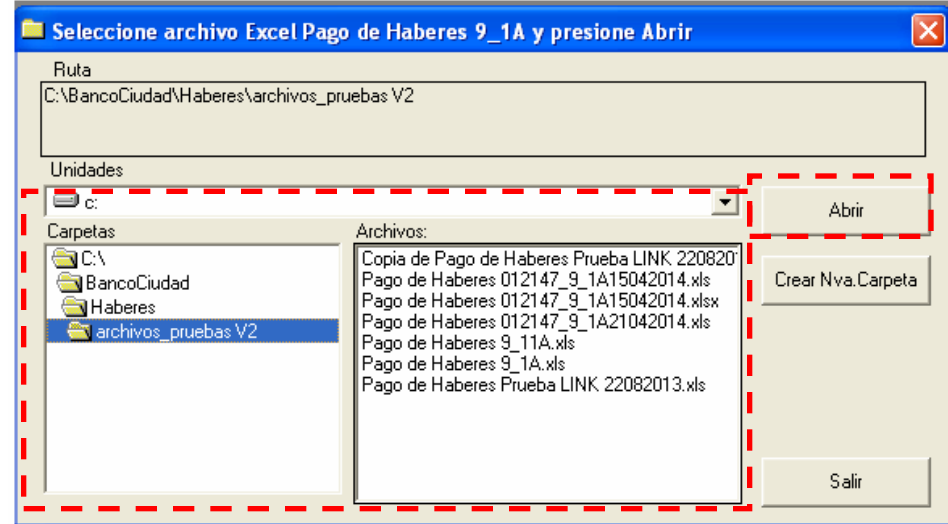 Seleccione archivo Excel Pago de Haberes 9_1A y presione Abrir
Ruta
C:\BancoCiudad\Haberes\archivos_pruebas V2
Unidades
c:
Abrir
Carpetas
C:\
BancoCiudad
Haberes
archivos_pruebas V2
Archivos:
Copia de Pago de Haberes Prueba LINK 220820
Pago de Haberes 012147_9_1A15042014.xls
Pago de Haberes 012147_9_1A15042014.xlsx
Pago de Haberes 012147_9_1A21042014.xls
Pago de Haberes 9_11A.xls
Pago de Haberes 9_1A.xls
Pago de Haberes Prueba LINK 22082013.xls
Crear Nva.Carpeta
Salir